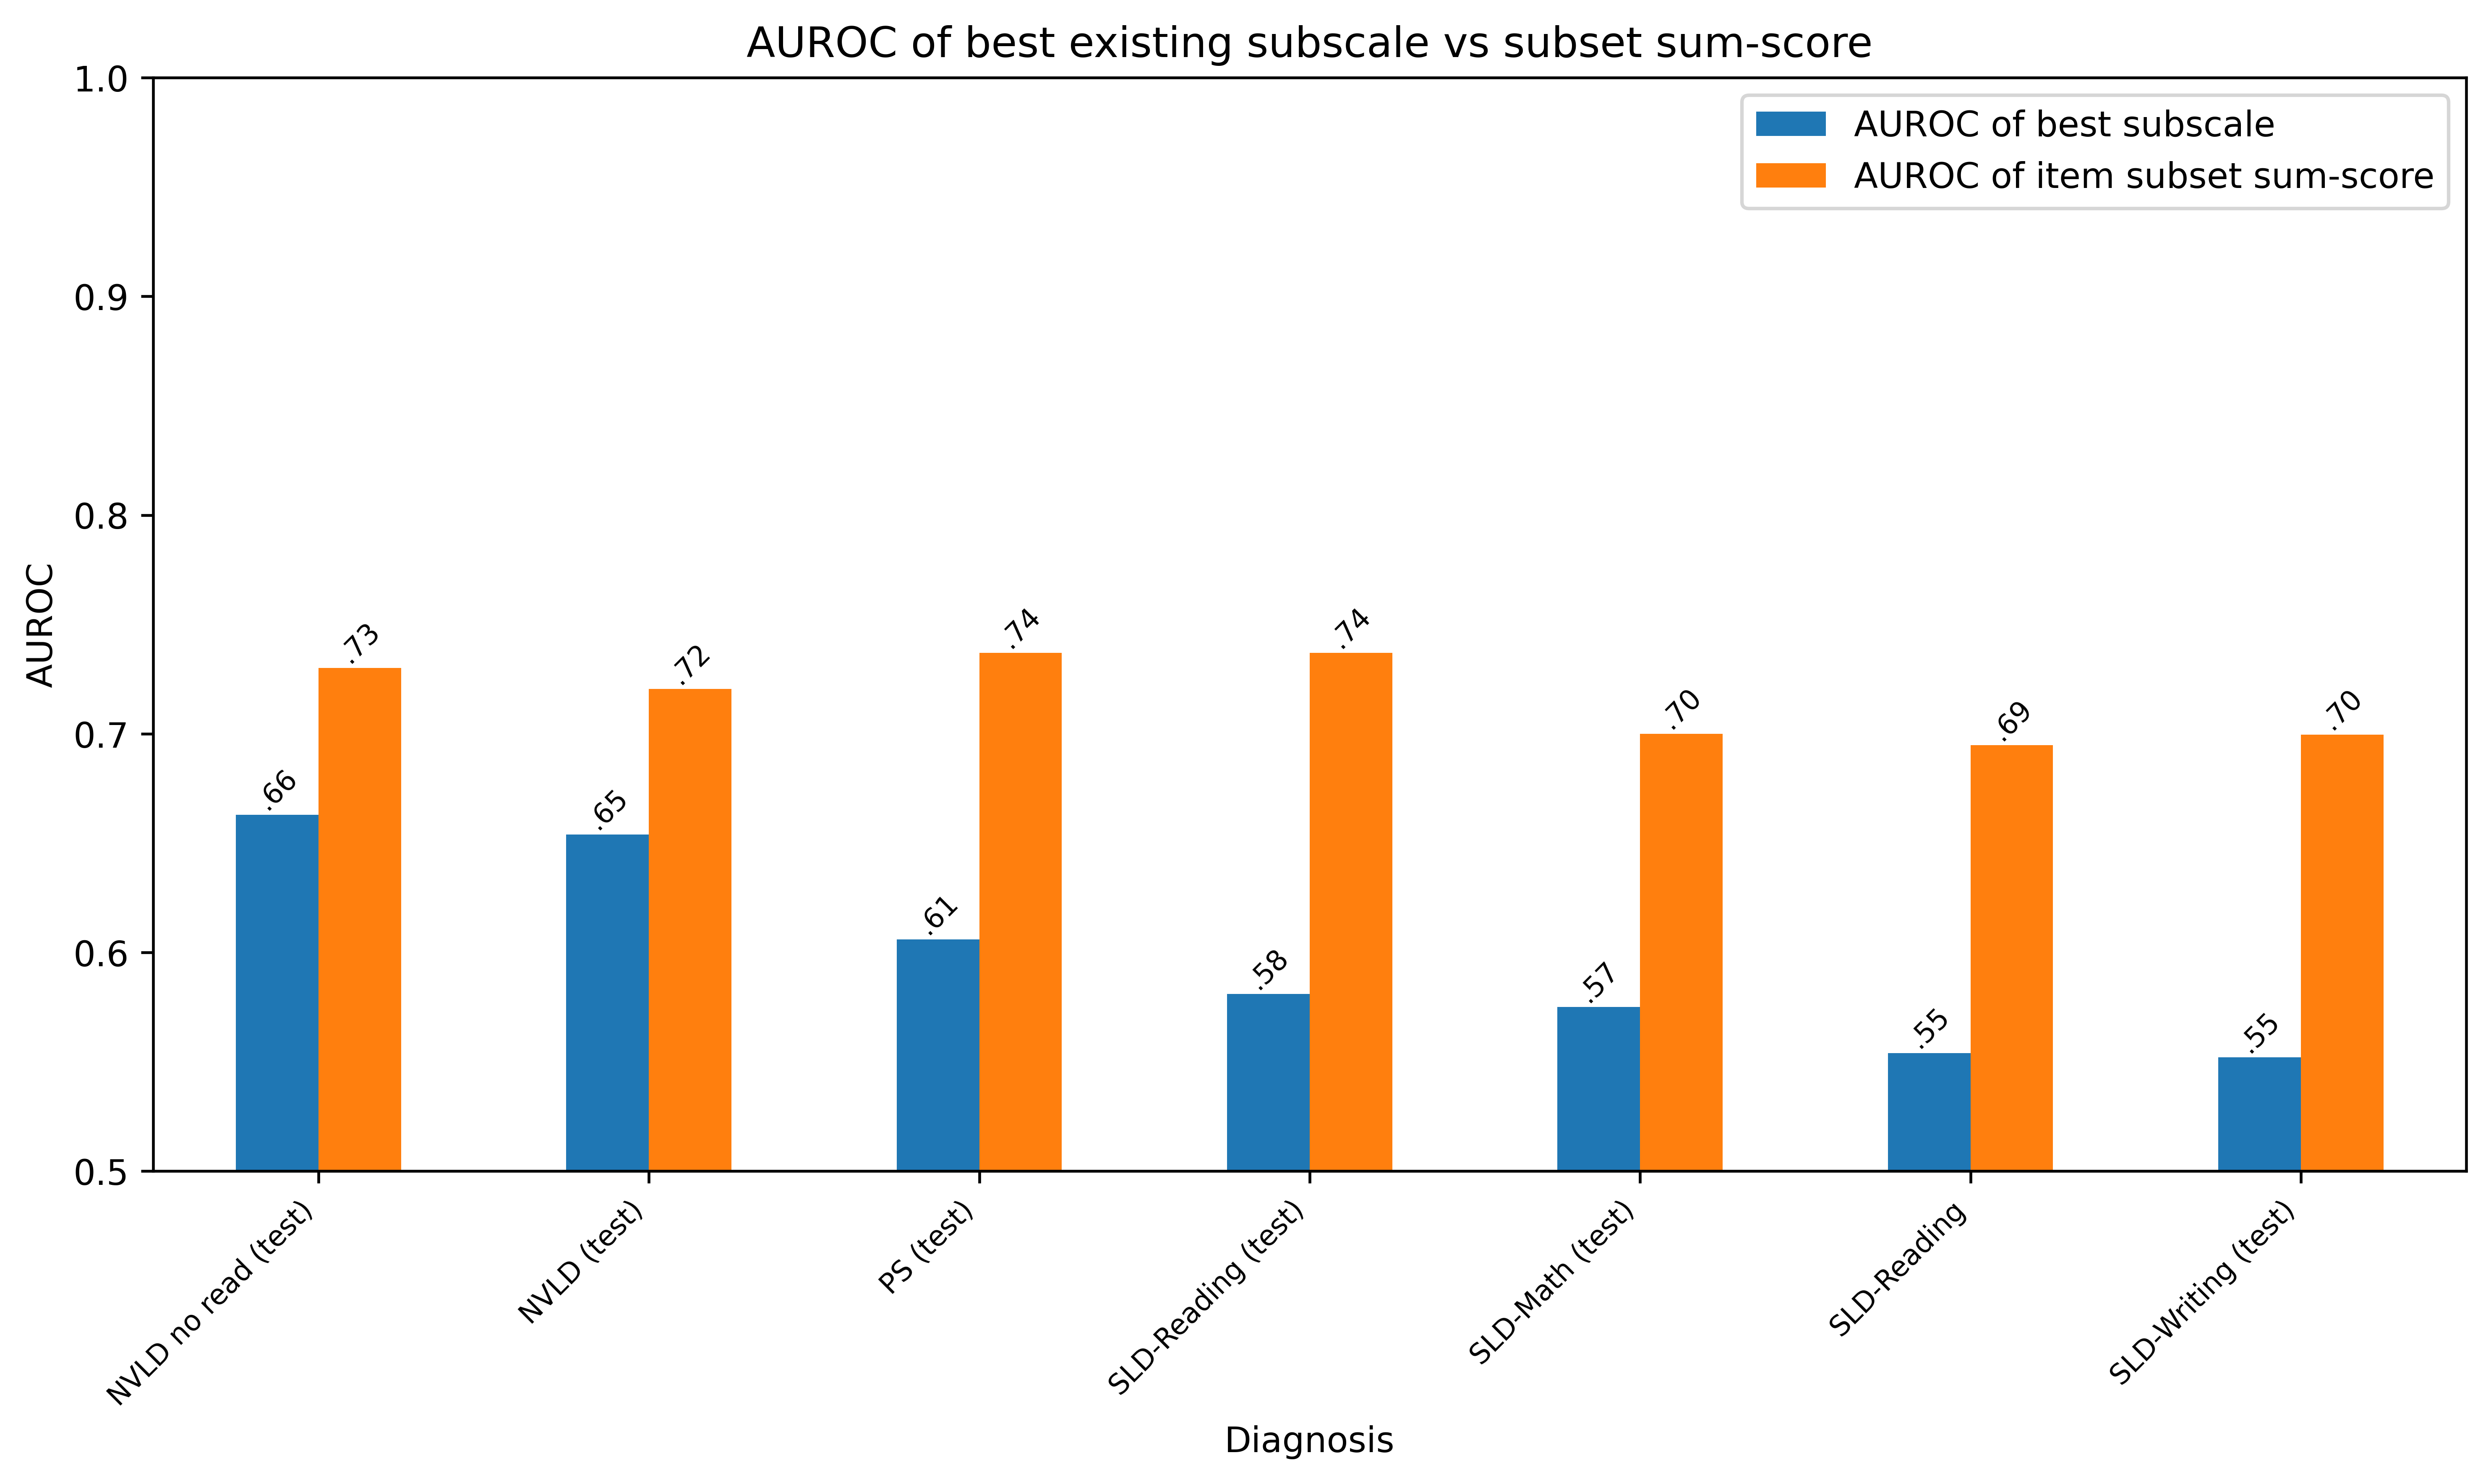 AUROC of best existing subscale vs subset sum-score
AUROC of best subscale
AUROC of item subset sum-score
AUROC
1.0
0.9
0.8
0.7
0.6
0.5
.66
.73
.65
.72
.61
.74
.58
.74
.57
.70
.55
.69
.55
.70
NVLD no read (test)
NVLD (test)
PS (test)
SLD-Reading (test)
SLD-Math (test)
SLD-Reading
SLD-Writing (test)
Diagnosis